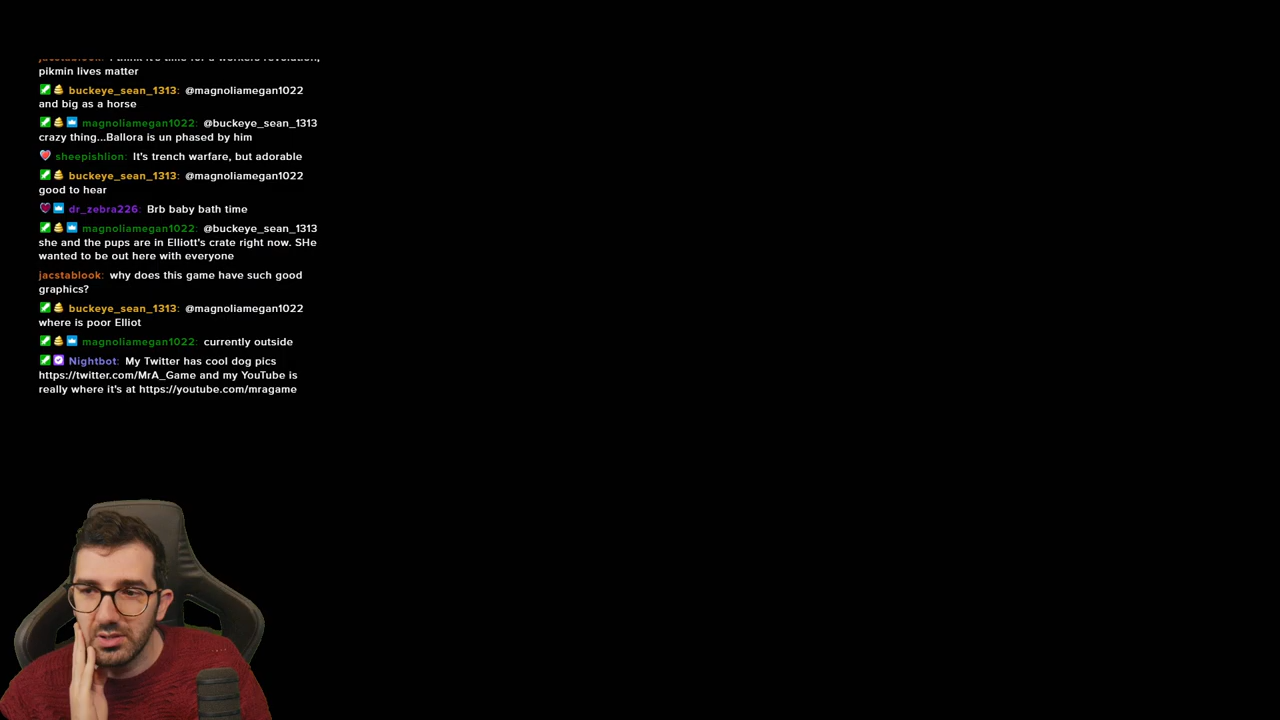 pikmin lives matter
buckeye_sean_1313: @magnoliamegan1022
and big as a horse
magnoliamegan1022: @buckeye_sean_1313
crazy thing...Ballora is un phased by him
sheepishlion: It's trench warfare, but adorable
buckeye_sean_1313: @magnoliamegan1022
good to hear
dr_zebra226: Brb baby bath time
magnoliamegan1022: @buckeye_sean_1313
she and the pups are in Elliott's crate right now. SHe
wanted to be out here with everyone
jacstablook: why does this game have such good
graphics?
buckeye_sean_1313: @magnoliamegan1022
where is poor Elliot
magnoliamegan1022: currently outside
Nightbot: My Twitter has cool dog pics
https://twitter.com/MrA_Game and my YouTube is
really where it's at https://youtube.com/mragame